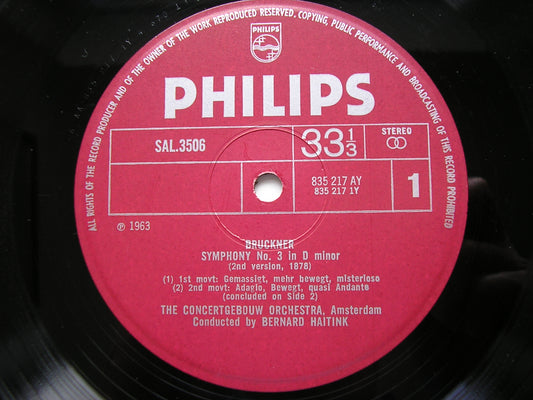 ALL RIGHTS OF THE RECORD PRODUCER AND OF THE OWNER OF THE WORK REPRODUCED RESERVED. COPYING, PUBLIC PERFORMANCE AND BROADCASTING OF THIS RECORD PROHIBITED
PHILIPS
PHILIPS
SAL.3506
33 1/3
STEREO
835 217 AY
835 217 1Y
1
℗ 1963
BRUCKNER
SYMPHONY No. 3 in D minor
(2nd version, 1878)
(1) 1st movt: Gemassigt, mehr bewegt, misterioso
(2) 2nd movt: Adagio, Bewegt, quasi Andante
(concluded on Side 2)
THE CONCERTGEBOUW ORCHESTRA, Amsterdam
Conducted by BERNARD HAITINK